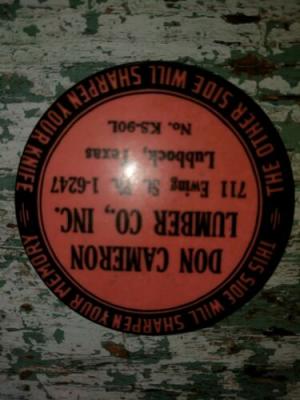 THIS SIDE WILL SHARPEN YOUR MEMORY
DON CAMERON
LUMBER CO., INC.
711 Ewing St. Ph. 1-6247
Lubbock, Texas
No. KS-90L
THE OTHER SIDE WILL SHARPEN YOUR KNIFE